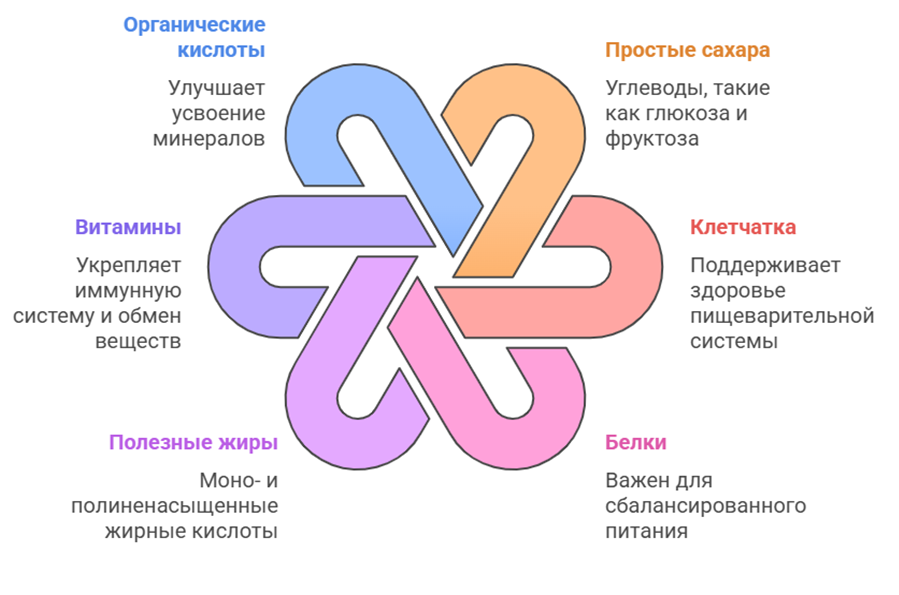 Органические
кислоты
Улучшает
усвоение
минералов
Простые сахара
Углеводы, такие
как глюкоза и
фруктоза
Витамины
Укрепляет
иммунную
систему и обмен
веществ
Клетчатка
Поддерживает
здоровье
пищеварительной
системы
Полезные жиры
Моно- и
полиненасыщенные
жирные кислоты
Белки
Важен для
сбалансированного
питания